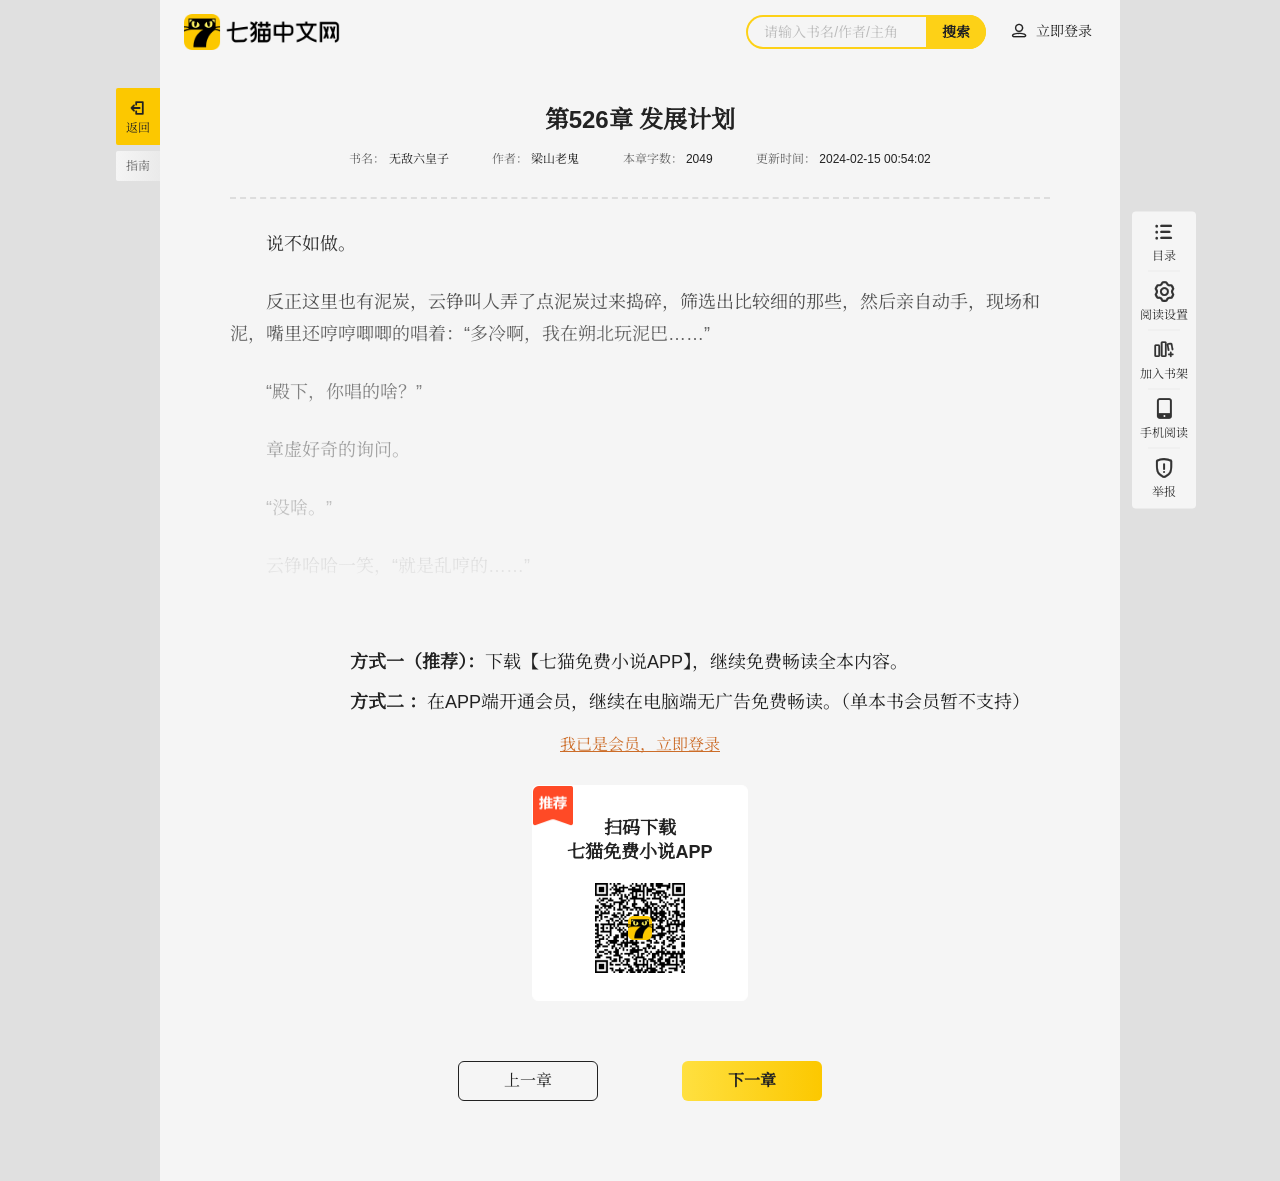 七猫中文网
请输入书名/作者/主角
搜索
立即登录
返回
指南
第526章 发展计划
书名： 无敌六皇子 作者： 梁山老鬼 本章字数： 2049 更新时间： 2024-02-15 00:54:02
说不如做。
反正这里也有泥炭，云铮叫人弄了点泥炭过来捣碎，筛选出比较细的那些，然后亲自动手，现场和
泥，嘴里还哼哼唧唧的唱着：“多冷啊，我在朔北玩泥巴……”
“殿下，你唱的啥？”
章虚好奇的询问。
“没啥。”
云铮哈哈一笑，“就是乱哼的……”
目录
阅读设置
加入书架
手机阅读
举报
方式一（推荐）：下载【七猫免费小说APP】，继续免费畅读全本内容。
方式二 ：在APP端开通会员，继续在电脑端无广告免费畅读。（单本书会员暂不支持）
我已是会员，立即登录
推荐
扫码下载
七猫免费小说APP
上一章
下一章